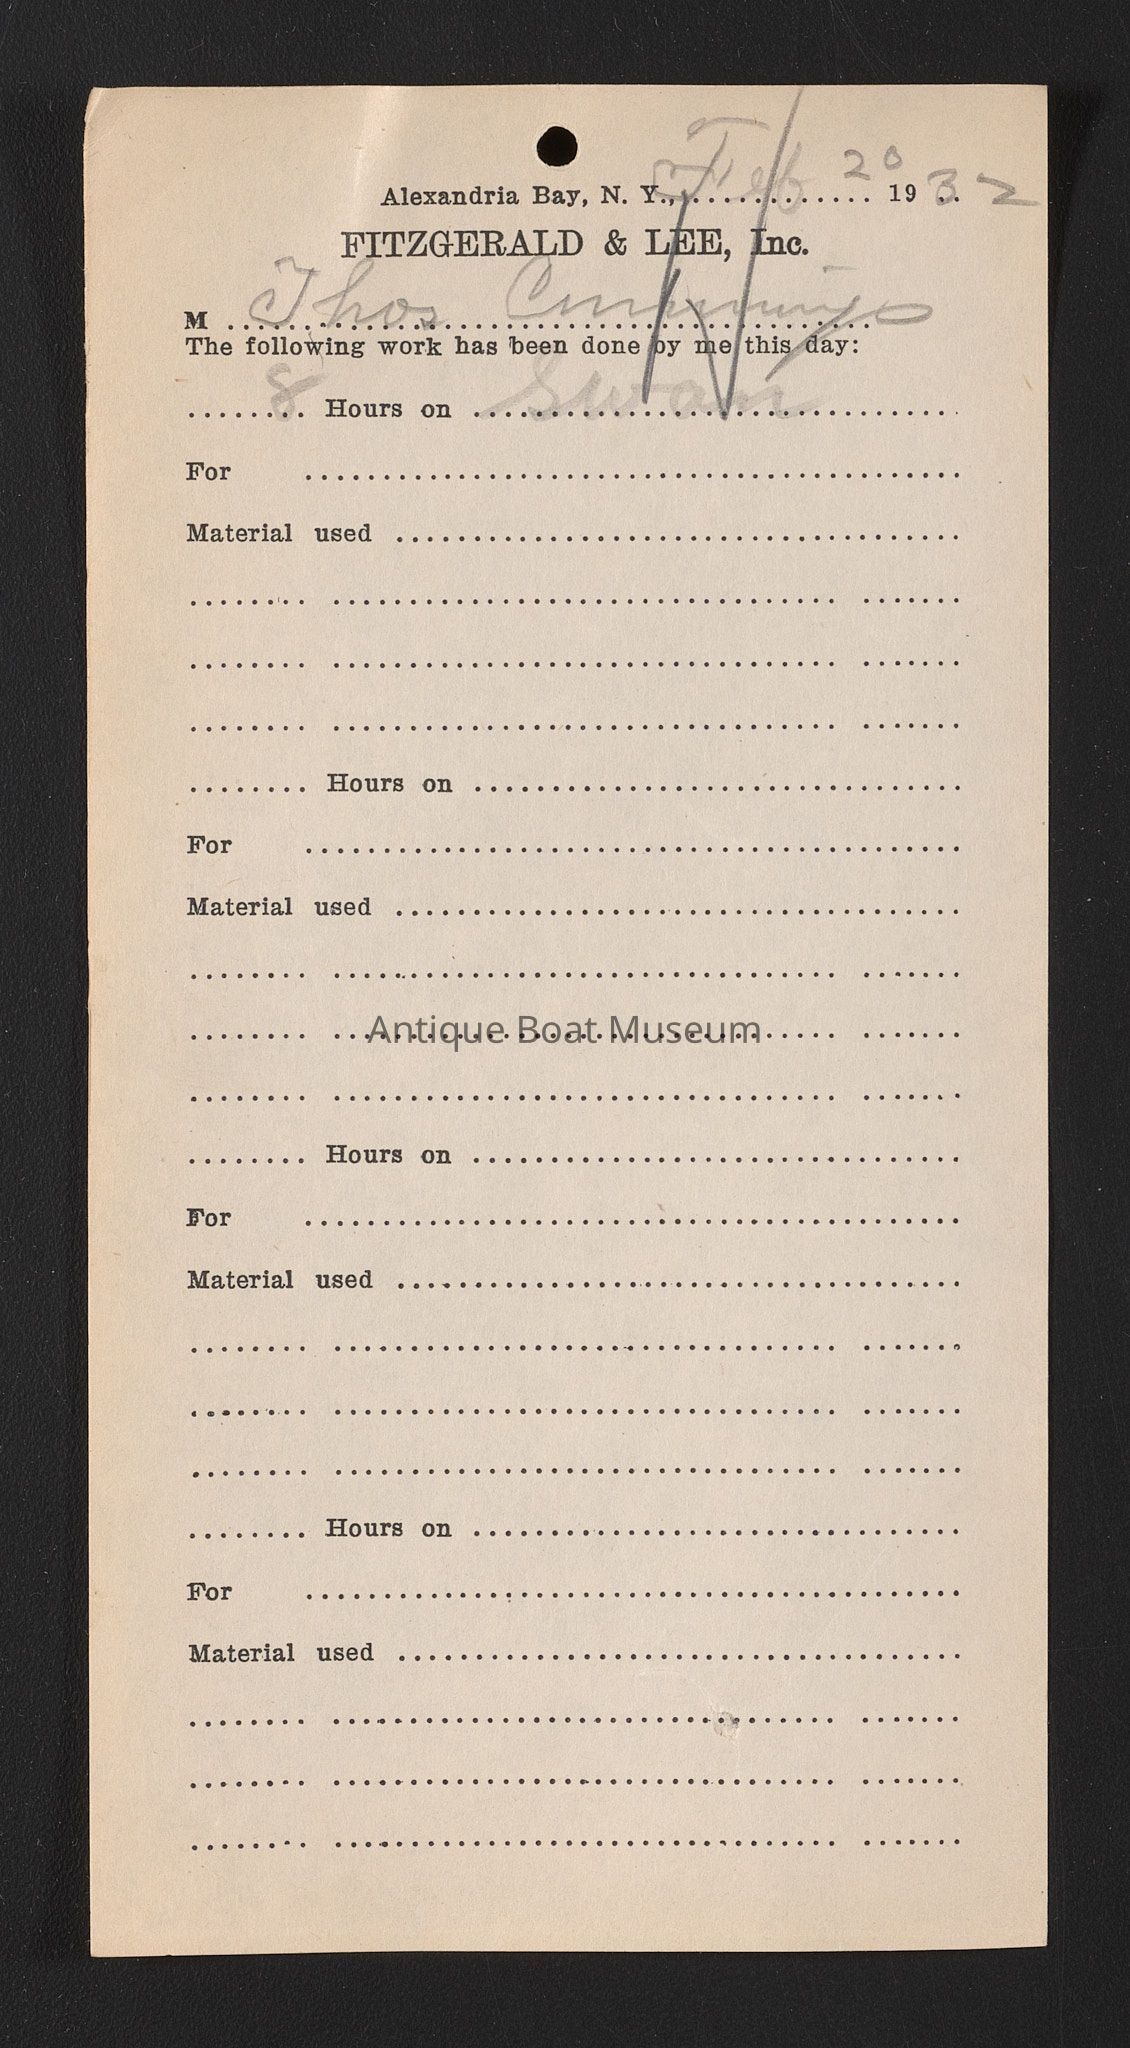 Alexandria Bay, N. Y., Feb 20 1932
FITZGERALD & LEE, Inc.
M Thos Cummings
The following work has been done by me this day:
8 Hours on Swan
For
Material used
Hours on
For
Material used
Antique Boat Museum
Hours on
For
Material used
Hours on
For
Material used